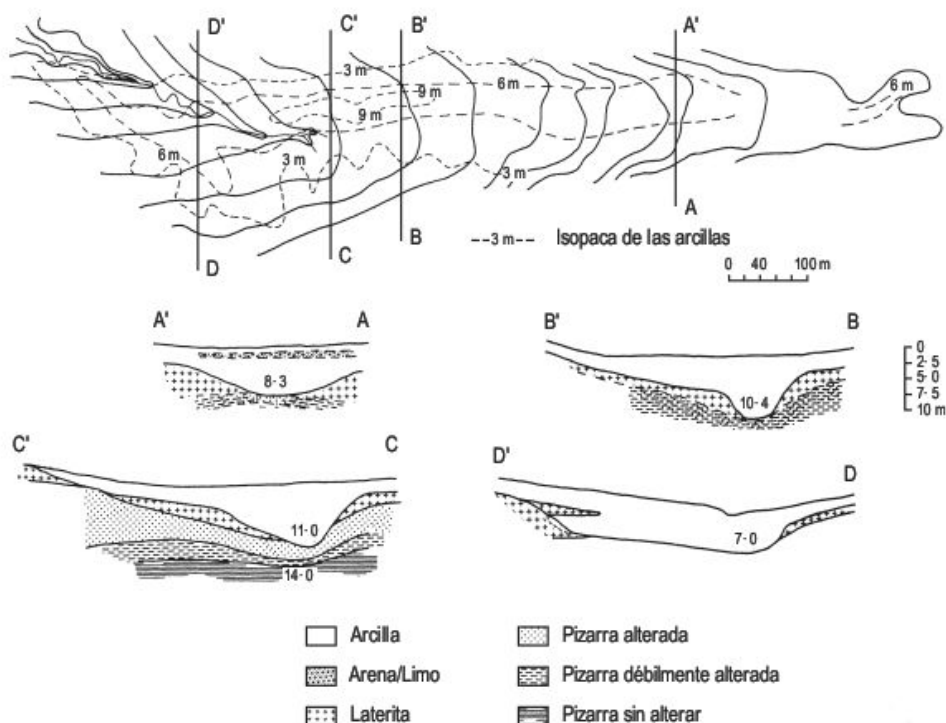 D' C' B' A'
3 m 6 m 6 m
9 m
9 m
6 m 3 m 3 m
D C B A
--3 m-- Isopaca de las arcillas
0 40 100 m
A' A B' B
8·3 10·4
0
2·5
5·0
7·5
10 m
C' C D' D
11·0 7·0
14·0
Arcilla Pizarra alterada
Arena/Limo Pizarra débilmente alterada
Laterita Pizarra sin alterar